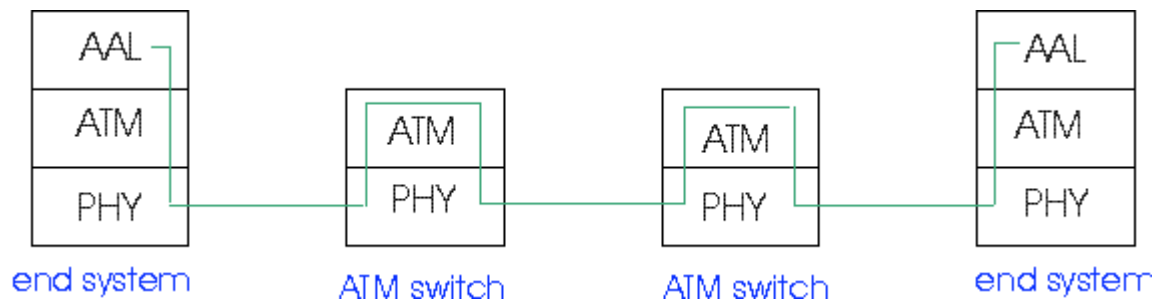 AAL
ATM
PHY
end system
ATM
PHY
ATM switch
ATM
PHY
ATM switch
AAL
ATM
PHY
end system